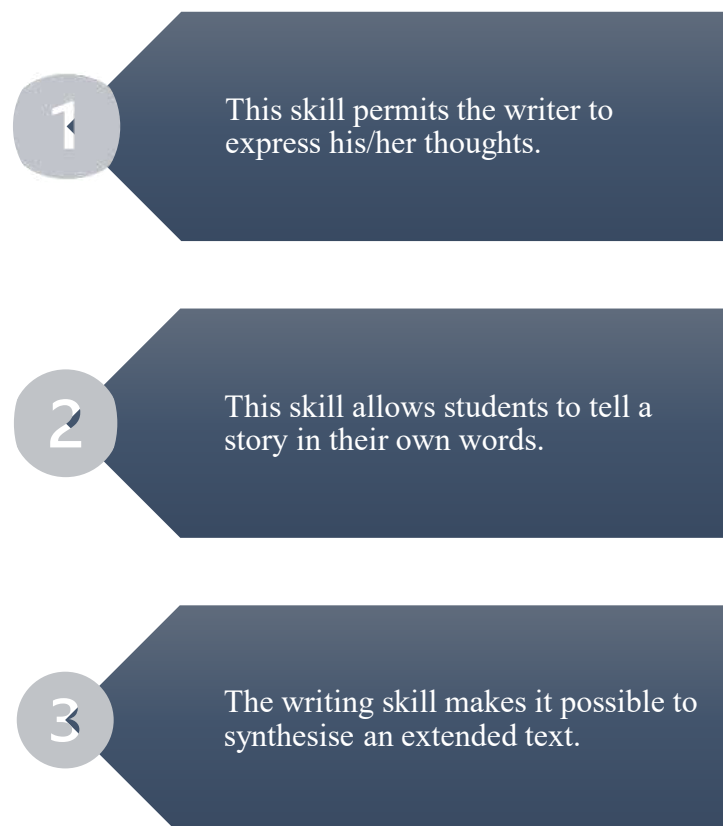 1
This skill permits the writer to
express his/her thoughts.
2
This skill allows students to tell a
story in their own words.
3
The writing skill makes it possible to
synthesise an extended text.